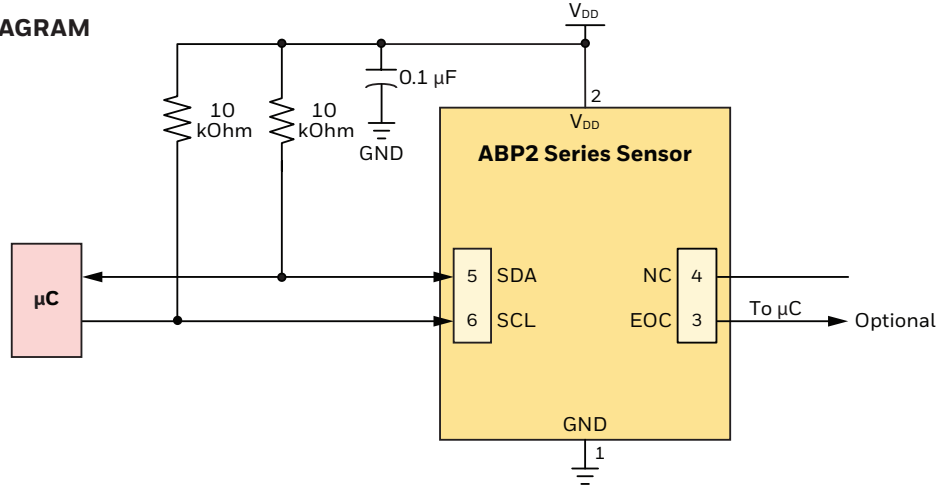 AGRAM
VDD
0.1 µF
10
kOhm
10
kOhm
GND
2
VDD
ABP2 Series Sensor
µC
5 SDA
6 SCL
NC 4
EOC 3
To µC
Optional
GND
1